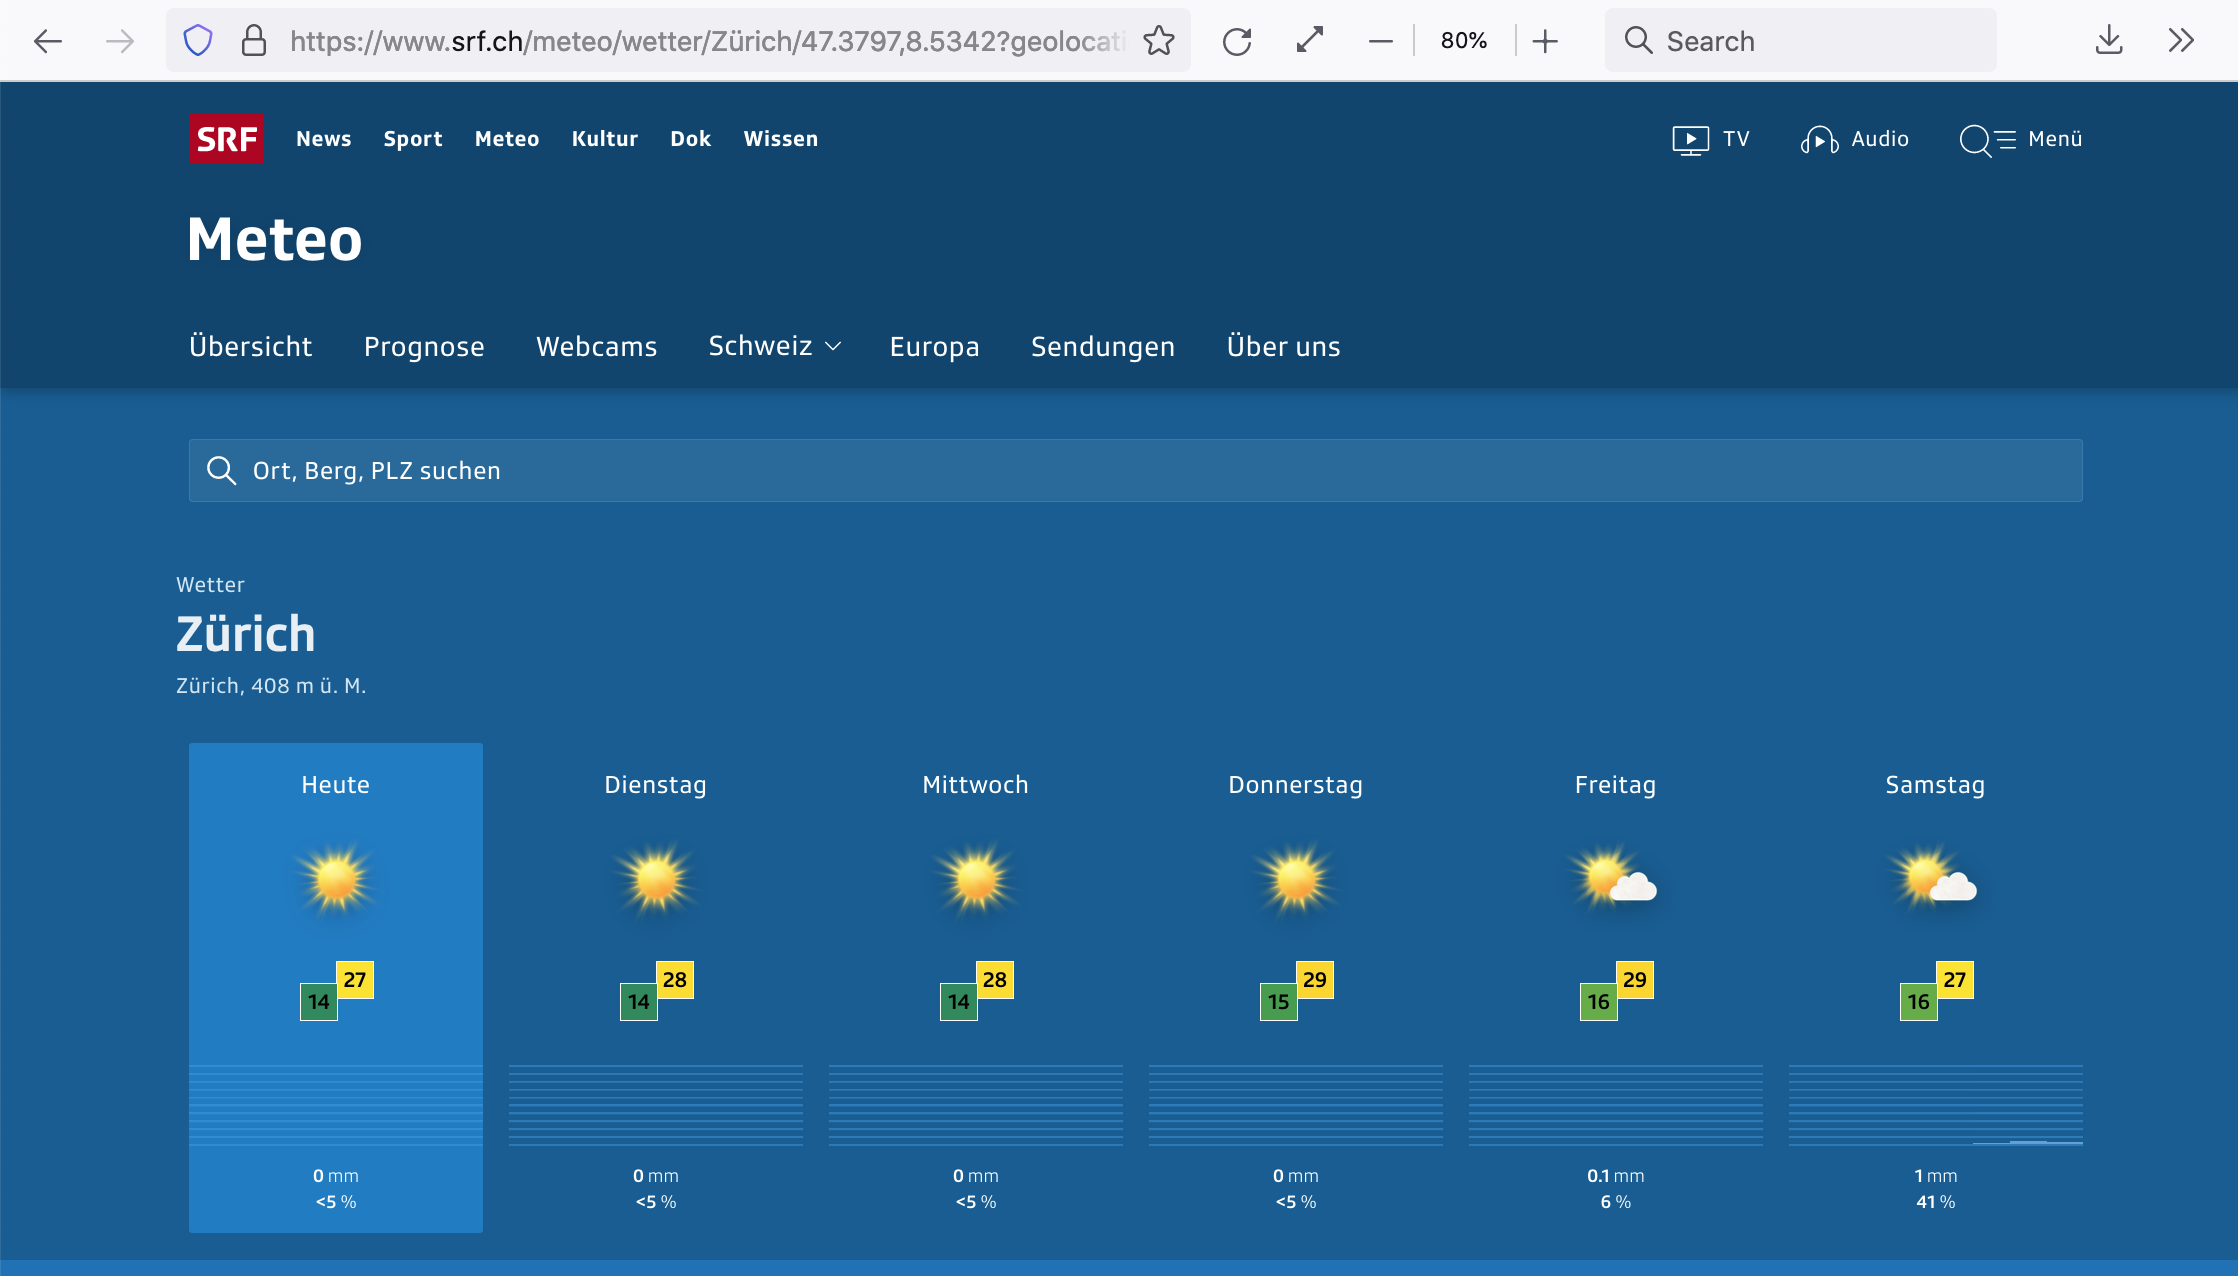 https://www.srf.ch/meteo/wetter/Zürich/47.3797,8.5342?geolocati
80%
Search
SRF
News Sport Meteo Kultur Dok Wissen
TV Audio Menü
Meteo
Übersicht Prognose Webcams Schweiz Europa Sendungen Über uns
Ort, Berg, PLZ suchen
Wetter
Zürich
Zürich, 408 m ü. M.
Heute
14 27
0 mm
<5 %
Dienstag
14 28
0 mm
<5 %
Mittwoch
14 28
0 mm
<5 %
Donnerstag
15 29
0 mm
<5 %
Freitag
16 29
0.1 mm
6 %
Samstag
16 27
1 mm
41 %